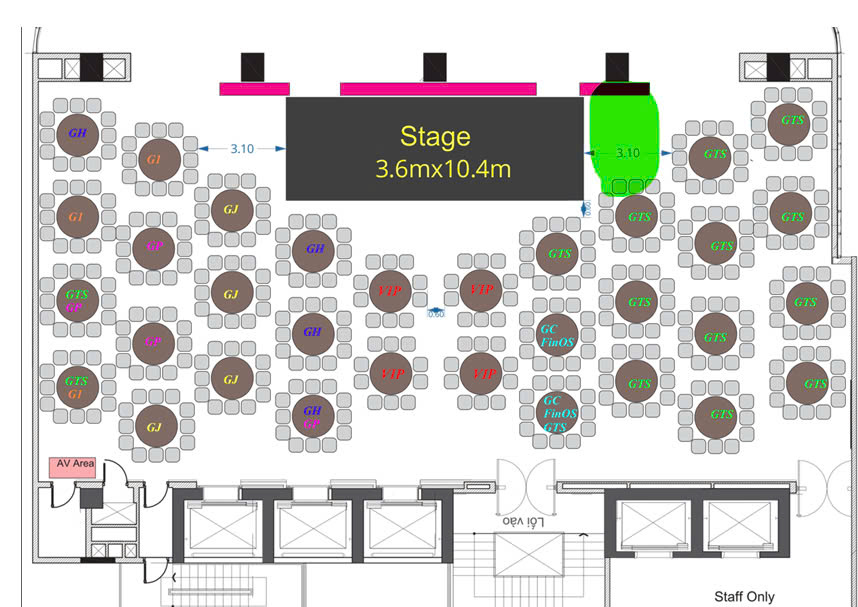 Stage
3.6mx10.4m
3.10
3.10
GH
G1
GTS
GTS
G1
GJ
0.60
GTS
GTS
GP
GH
GTS
GTS
GTS
GTS
GP
GJ
VIP
VIP
0.60
GTS
GTS
GP
GH
GC
FinOS
GTS
GTS
G1
GJ
VIP
VIP
GTS
GTS
GJ
GH
GP
GC
FinOS
GTS
GTS
AV Area
Lối vào
Staff Only